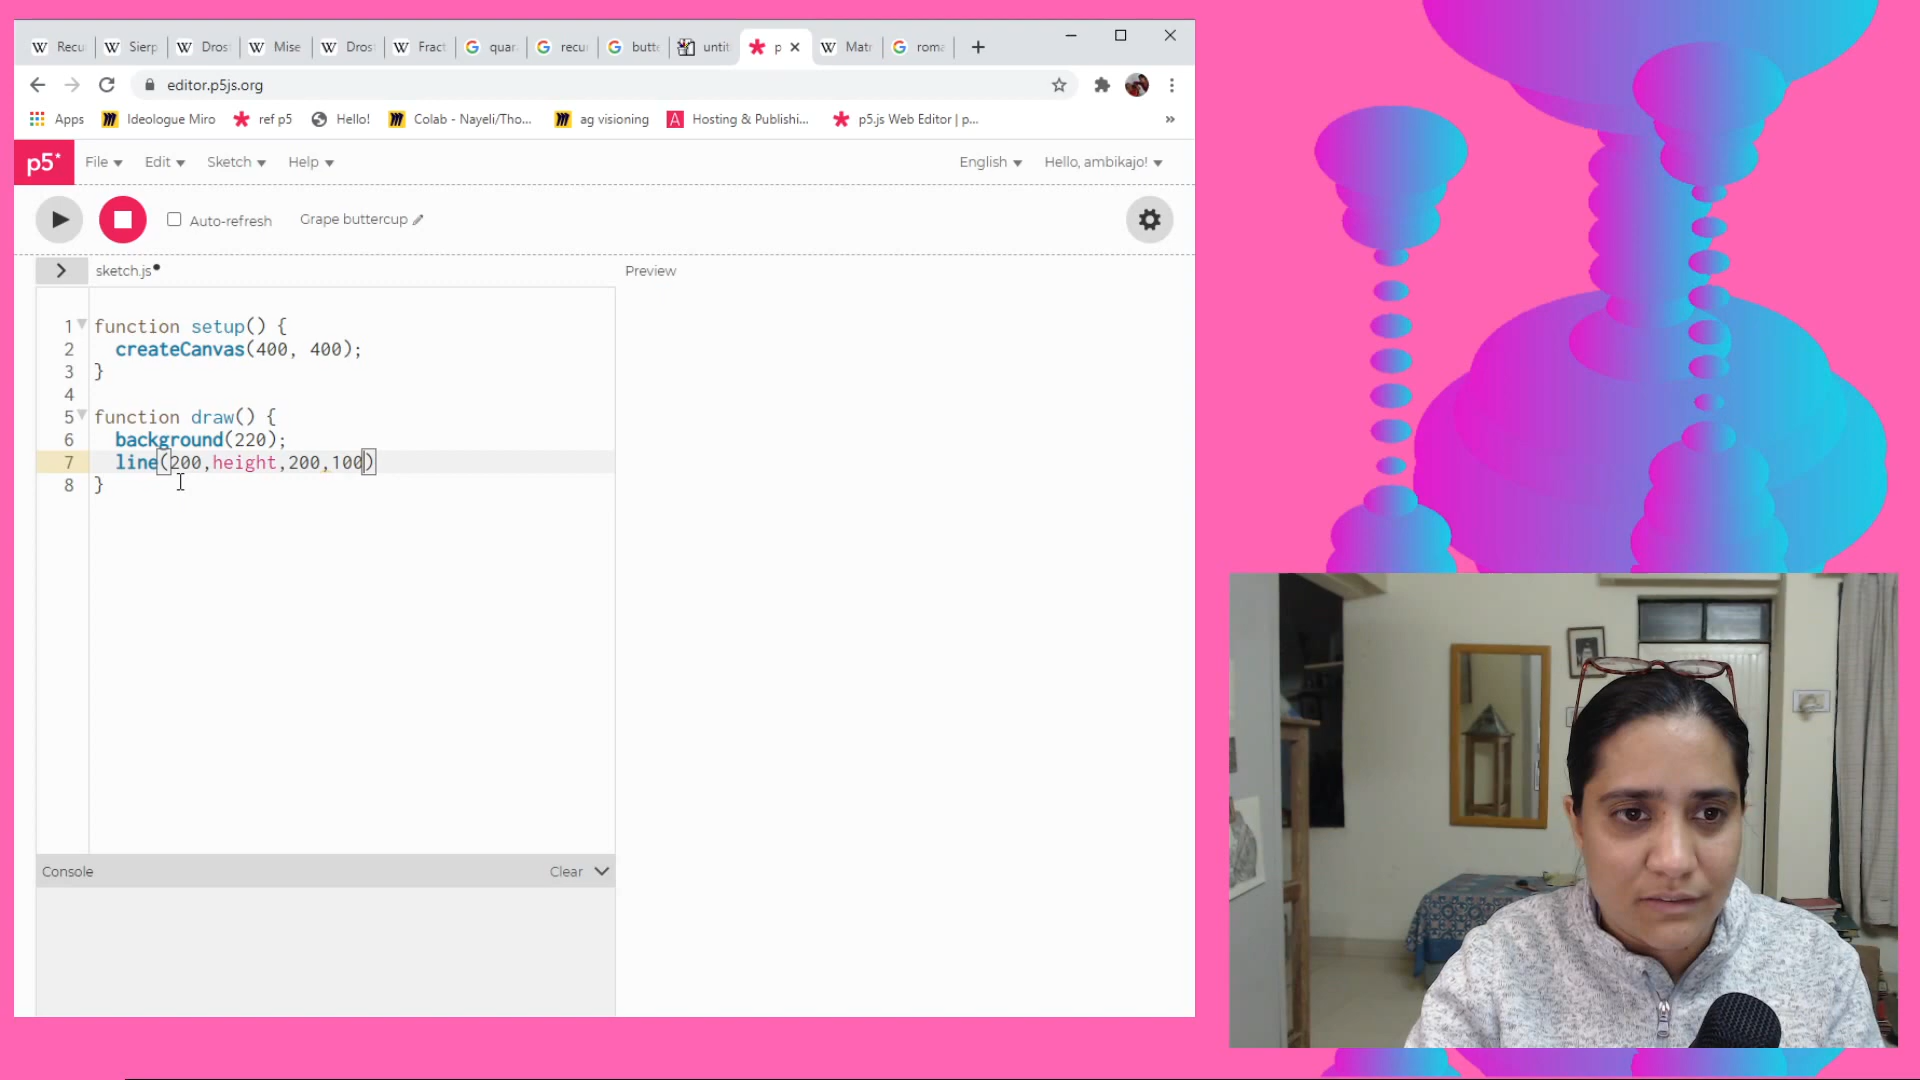 W Recu W Sierp W Dros W Mise W Dros W Fract G quar G recu G butte untit p W Matr G roma
editor.p5js.org
Apps Ideologue Miro ref p5 Hello! Colab - Nayeli/Tho... ag visioning A Hosting & Publishi... p5.js Web Editor | p... »
p5* File Edit Sketch Help English Hello, ambikajo!
Auto-refresh Grape buttercup
sketch.js Preview
1 function setup() {
2 createCanvas(400, 400);
3 }
4
5 function draw() {
6 background(220);
7 line(200,height,200,100)
8 }
Console Clear